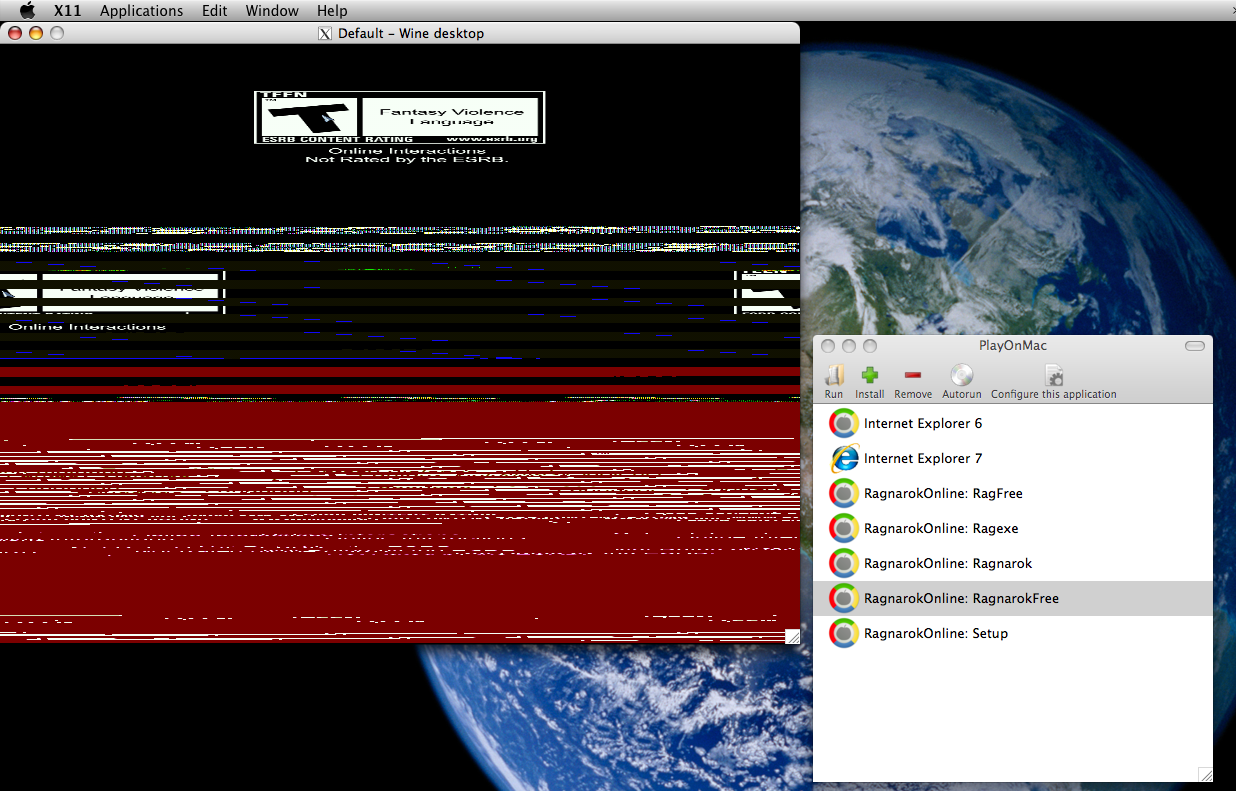 X11 Applications Edit Window Help
Default - Wine desktop
TEEN
TM
Fantasy Violence
Language
ESRB CONTENT RATING www.esrb.org
Online Interactions
Not Rated by the ESRB.
Fantasy Violence
Language
Online Interactions
PlayOnMac
Run Install Remove Autorun Configure this application
Internet Explorer 6
Internet Explorer 7
RagnarokOnline: RagFree
RagnarokOnline: Ragexe
RagnarokOnline: Ragnarok
RagnarokOnline: RagnarokFree
RagnarokOnline: Setup